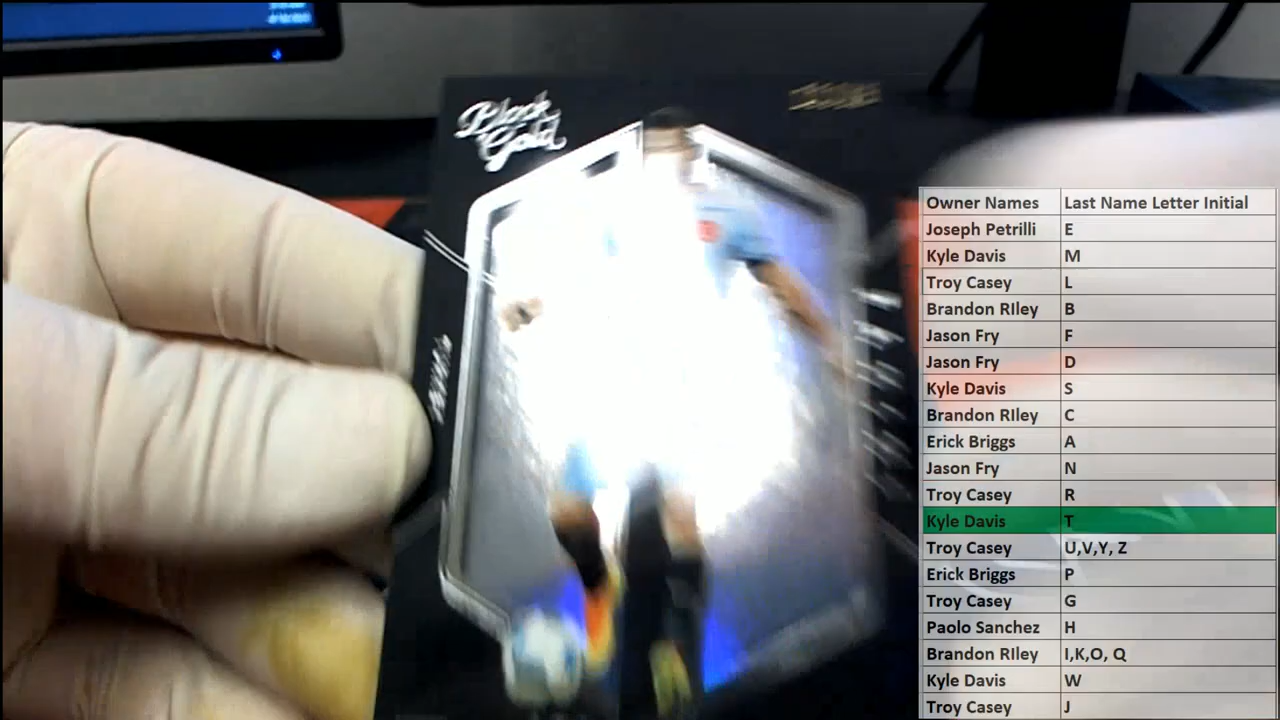 Black
Gold
Owner Names Last Name Letter Initial
Joseph Petrilli E
Kyle Davis M
Troy Casey L
Brandon RIley B
Jason Fry F
Jason Fry D
Kyle Davis S
Brandon RIley C
Erick Briggs A
Jason Fry N
Troy Casey R
Kyle Davis T
Troy Casey U,V,Y, Z
Erick Briggs P
Troy Casey G
Paolo Sanchez H
Brandon RIley I,K,O, Q
Kyle Davis W
Troy Casey J